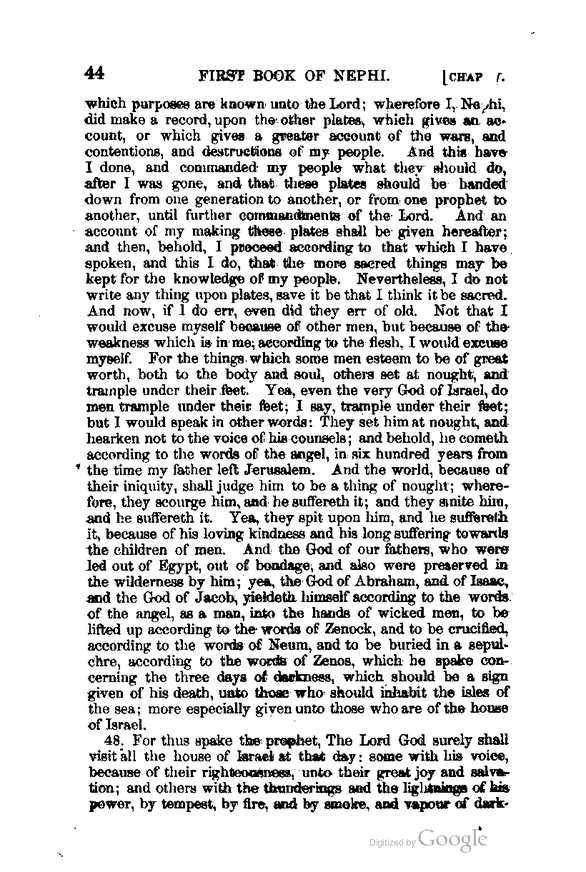 44 FIRST BOOK OF NEPHI. [CHAP
which purposes are known unto the Lord; wherefore I, Nephi,
did make a record, upon the other plates, which gives an ac-
count, or which gives a greater account of the wars, and
contentions, and destructions of my people. And this have
I done, and commanded my people what they should do,
after I was gone, and that these plates should be handed
down from one generation to another, or from one prophet to
another, until further commandments of the Lord. And an
account of my making these plates shall be given hereafter;
and then, behold, I proceed according to that which I have
spoken, and this I do, that the more sacred things may be
kept for the knowledge of my people. Nevertheless, I do not
write any thing upon plates, save it be that I think it be sacred.
And now, if I do err, even did they err of old. Not that I
would excuse myself because of other men, but because of the
weakness which is in me; according to the flesh, I would excuse
myself. For the things which some men esteem to be of great
worth, both to the body and soul, others set at nought, and
trample under their feet. Yea, even the very God of Israel, do
men trample under their feet; I say, trample under their feet;
but I would speak in other words: They set him at nought, and
hearken not to the voice of his counsels; and behold, he cometh
according to the words of the angel, in six hundred years from
the time my father left Jerusalem. And the world, because of
their iniquity, shall judge him to be a thing of nought; where-
fore, they scourge him, and he suffereth it; and they smite him,
and he suffereth it. Yea, they spit upon him, and he suffereth
it, because of his loving kindness and his long suffering towards
the children of men. And the God of our fathers, who were
led out of Egypt, out of bondage, and also were preserved in
the wilderness by him; yea, the God of Abraham, and of Isaac,
and the God of Jacob, yieldeth himself according to the words
of the angel, as a man, into the hands of wicked men, to be
lifted up according to the words of Zenock, and to be crucified,
according to the words of Neum, and to be buried in a sepul-
chre, according to the words of Zenos, which he spake con-
cerning the three days of darkness, which should be a sign
given of his death, unto those who should inhabit the isles of
the sea; more especially given unto those who are of the house
of Israel.
48. For thus spake the prophet, The Lord God surely shall
visit all the house of Israel at that day: some with his voice,
because of their righteousness, unto their great joy and salva-
tion; and others with the thunderings and the lightnings of his
power, by tempest, by fire, and by smoke, and vapour of dark-
Digitized by Google